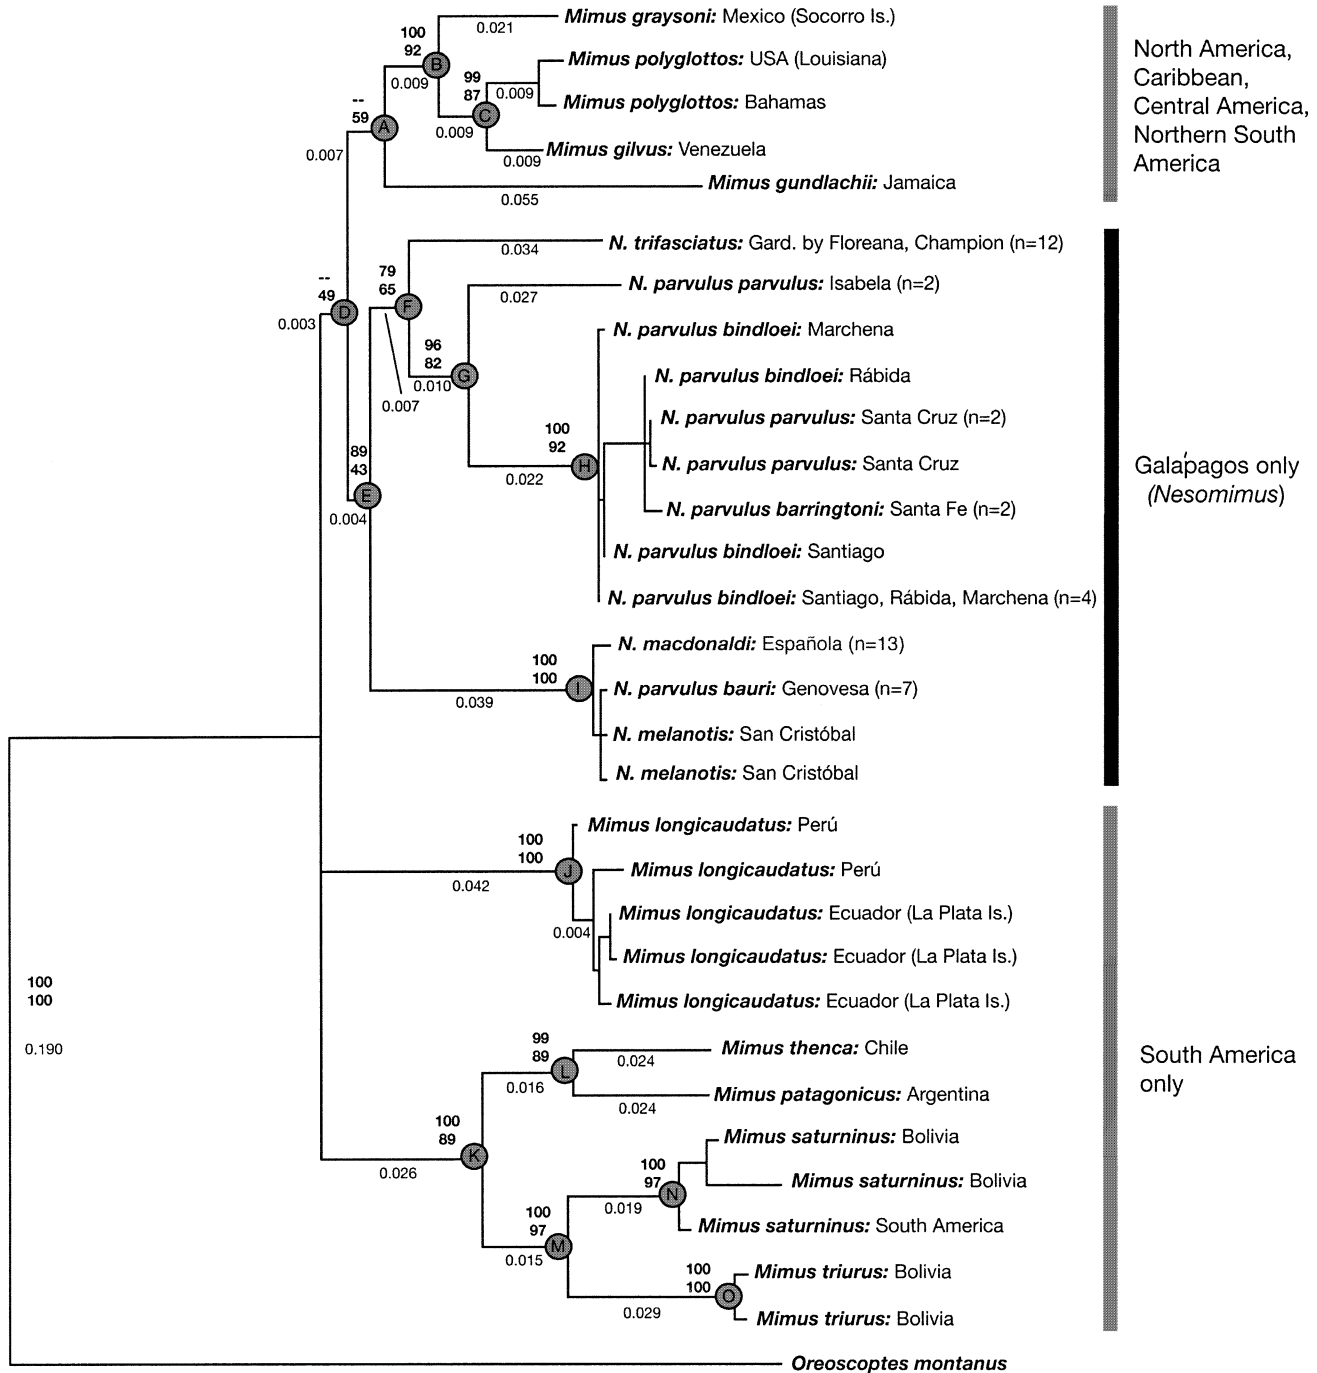 Mimus graysoni: Mexico (Socorro Is.)
0.021
100
92
B
0.009
Mimus polyglottos: USA (Louisiana)
99
87
0.009
C
Mimus polyglottos: Bahamas
0.009
Mimus gilvus: Venezuela
0.009
--
59
A
0.007
Mimus gundlachii: Jamaica
0.055
North America,
Caribbean,
Central America,
Northern South
America
N. trifasciatus: Gard. by Floreana, Champion (n=12)
0.034
79
65
F
--
49
D
0.003
N. parvulus parvulus: Isabela (n=2)
0.027
N. parvulus bindloei: Marchena
96
82
G
0.010
0.007
N. parvulus bindloei: Rábida
N. parvulus parvulus: Santa Cruz (n=2)
100
92
H
0.022
N. parvulus parvulus: Santa Cruz
89
43
E
0.004
N. parvulus barringtoni: Santa Fe (n=2)
N. parvulus bindloei: Santiago
N. parvulus bindloei: Santiago, Rábida, Marchena (n=4)
Galápagos only
(Nesomimus)
N. macdonaldi: Española (n=13)
100
100
I
0.039
N. parvulus bauri: Genovesa (n=7)
N. melanotis: San Cristóbal
N. melanotis: San Cristóbal
Mimus longicaudatus: Perú
100
100
J
0.042
Mimus longicaudatus: Perú
Mimus longicaudatus: Ecuador (La Plata Is.)
0.004
Mimus longicaudatus: Ecuador (La Plata Is.)
Mimus longicaudatus: Ecuador (La Plata Is.)
100
100
0.190
99
89
L
0.016
Mimus thenca: Chile
0.024
Mimus patagonicus: Argentina
0.024
South America
only
100
89
K
0.026
Mimus saturninus: Bolivia
100
97
N
0.019
Mimus saturninus: Bolivia
Mimus saturninus: South America
100
97
M
0.015
Mimus triurus: Bolivia
100
100
O
0.029
Mimus triurus: Bolivia
Oreoscoptes montanus